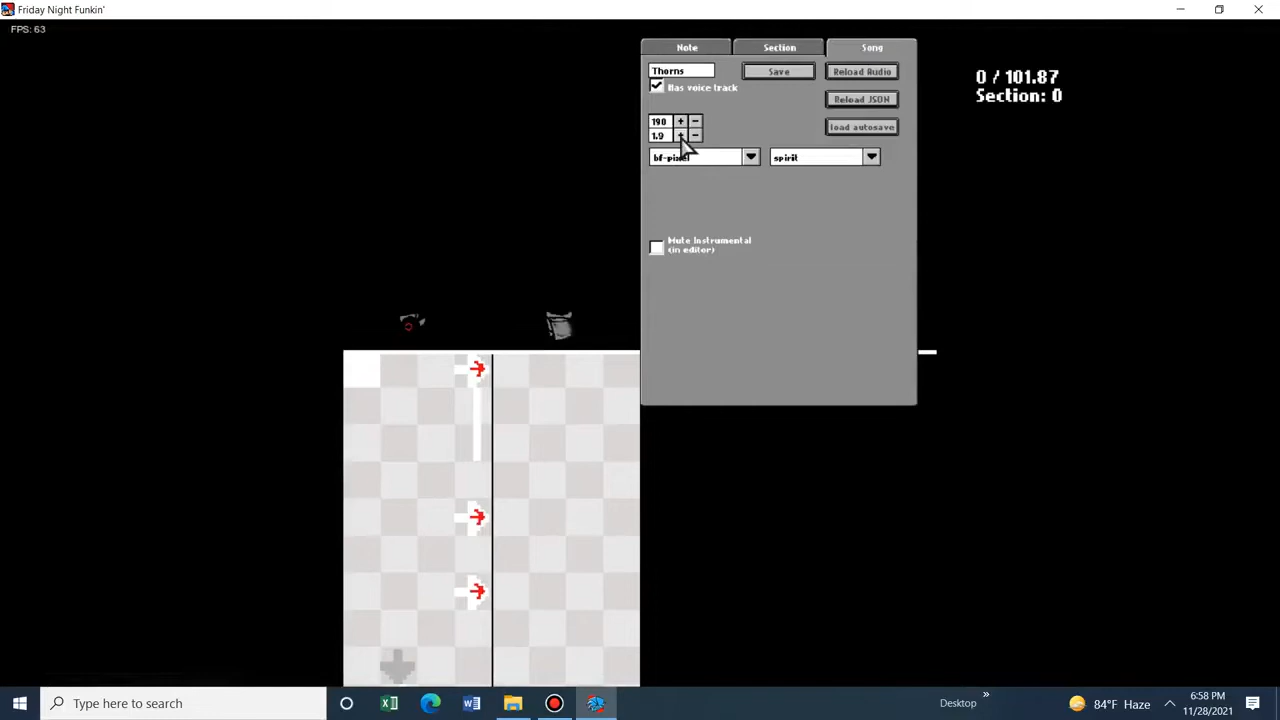 Friday Night Funkin'
FPS: 63
Note Section Song
Thorns Save Reload Audio
Has voice track
Reload JSON
190 + -
load autosave
1.9 + -
bf-pixel spirit
Mute Instrumental
(in editor)
0 / 101.87
Section: 0
Type here to search
Desktop » 84°F Haze 6:58 PM
11/28/2021